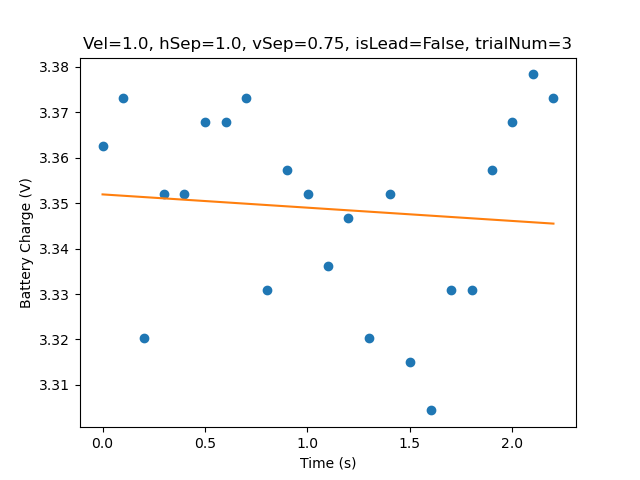 Vel=1.0, hSep=1.0, vSep=0.75, isLead=False, trialNum=3
3.38
3.37
3.36
3.35
3.34
3.33
3.32
3.31
Battery Charge (V)
0.0 0.5 1.0 1.5 2.0
Time (s)